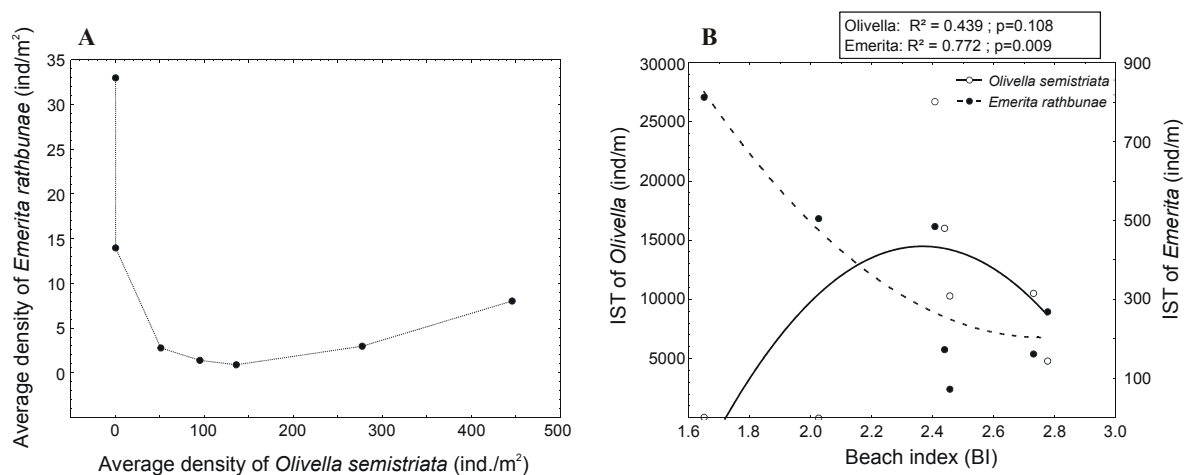 A
Average density of Emerita rathbunae (ind/m²)
35
30
25
20
15
10
5
0
0 100 200 300 400 500
Average density of Olivella semistriata (ind./m²)
Olivella: R² = 0.439 ; p=0.108
Emerita: R² = 0.772 ; p=0.009
B
Olivella semistriata
Emerita rathbunae
IST of Olivella (ind/m)
30000
25000
20000
15000
10000
5000
900
700
500
300
100
IST of Emerita (ind/m)
1.6 1.8 2.0 2.2 2.4 2.6 2.8 3.0
Beach index (BI)